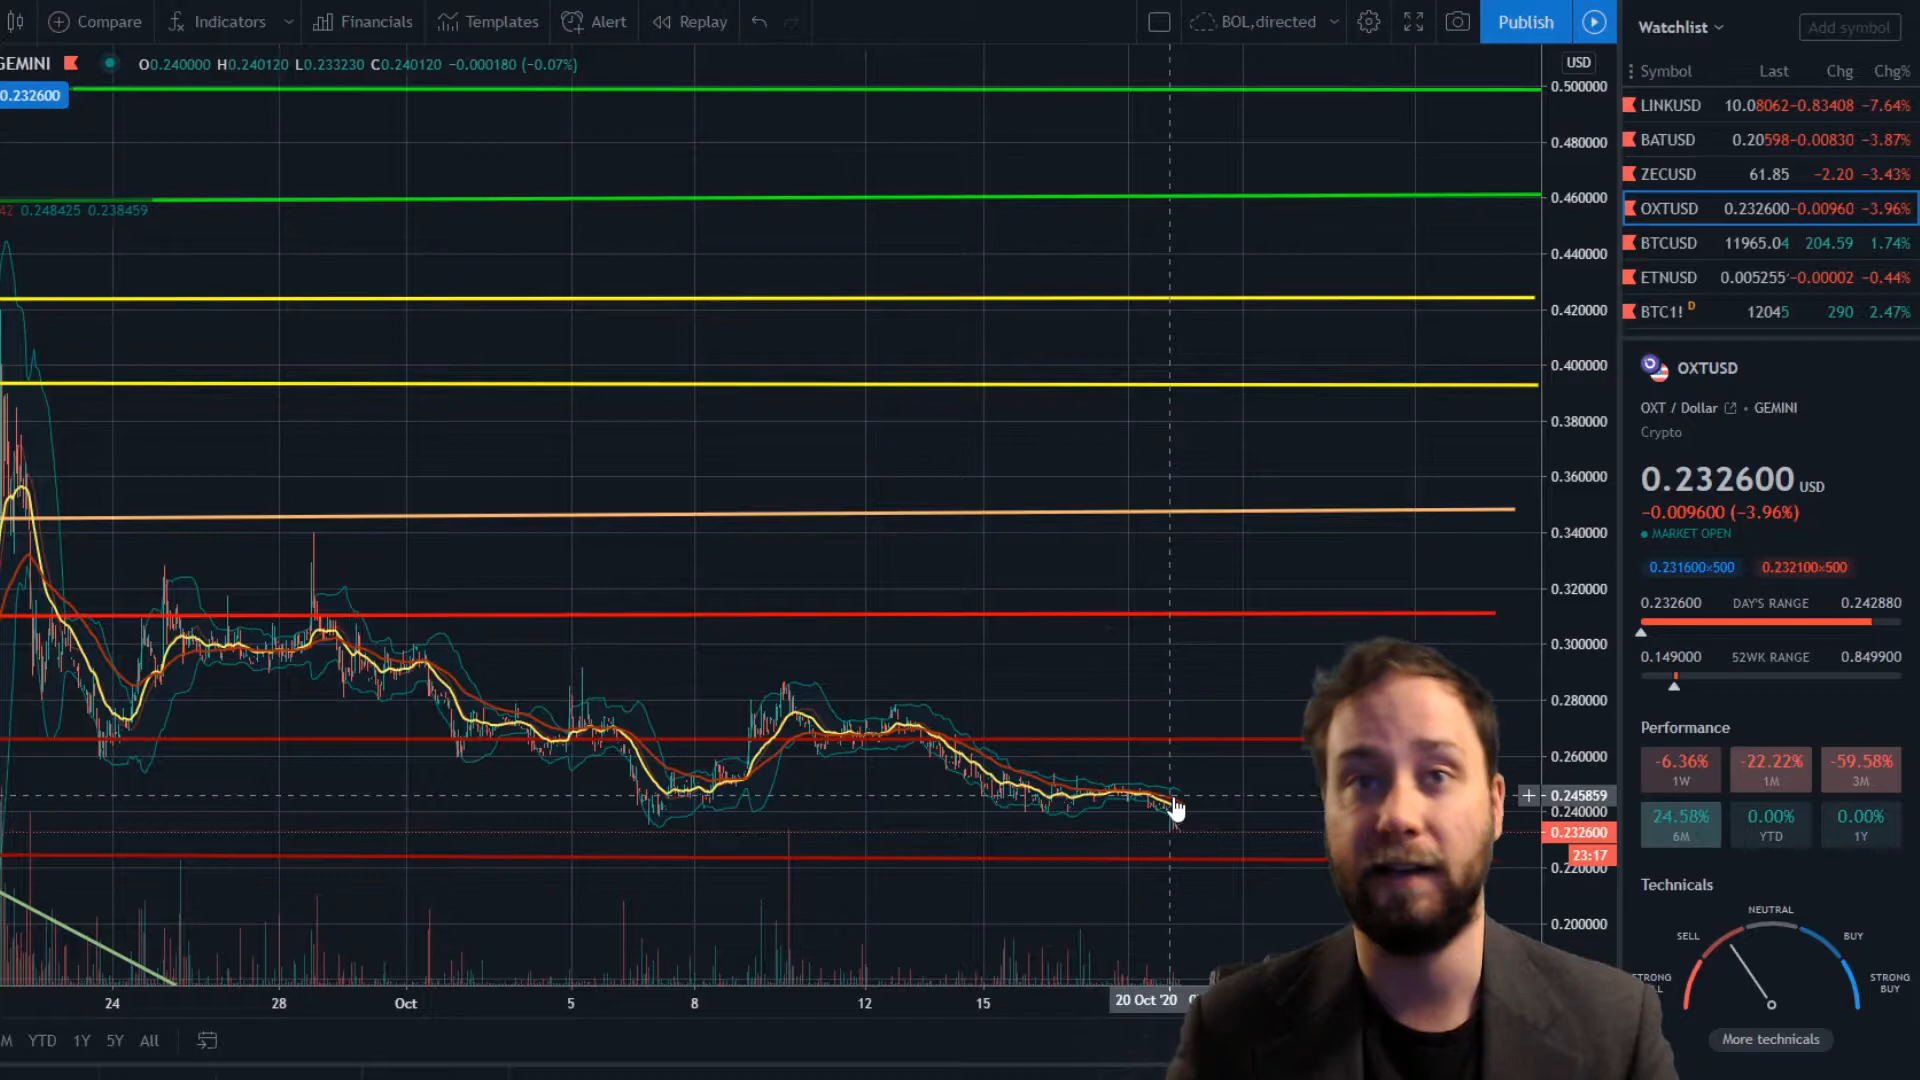 Compare
Indicators
Financials
Templates
Alert
Replay
BOL,directed
Publish
Watchlist
Add symbol
GEMINI
O0.240000 H0.240120 L0.233230 C0.240120 −0.000180 (−0.07%)
USD
0.232600
42 0.248425 0.238459
0.500000
0.480000
0.460000
0.440000
0.420000
0.400000
0.380000
0.360000
0.340000
0.320000
0.300000
0.280000
0.260000
0.245859
0.240000
0.232600
23:17
0.220000
0.200000
24 28 Oct 5 8 12 15 20 Oct '20
M YTD 1Y 5Y All
Symbol Last Chg Chg%
LINKUSD 10.08062 −0.83408 −7.64%
BATUSD 0.20598 −0.00830 −3.87%
ZECUSD 61.85 −2.20 −3.43%
OXTUSD 0.232600 −0.00960 −3.96%
BTCUSD 11965.04 204.59 1.74%
ETNUSD 0.005255 −0.00002 −0.44%
BTC1! D 12045 290 2.47%
OXTUSD
OXT / Dollar • GEMINI
Crypto
0.232600 USD
−0.009600 (−3.96%)
MARKET OPEN
0.231600×500 0.232100×500
0.232600 DAY'S RANGE 0.242880
0.149000 52WK RANGE 0.849900
Performance
-6.36% -22.22% -59.58%
1W 1M 3M
24.58% 0.00% 0.00%
6M YTD 1Y
Technicals
NEUTRAL
SELL BUY
STRONG
STRONG BUY
More technicals